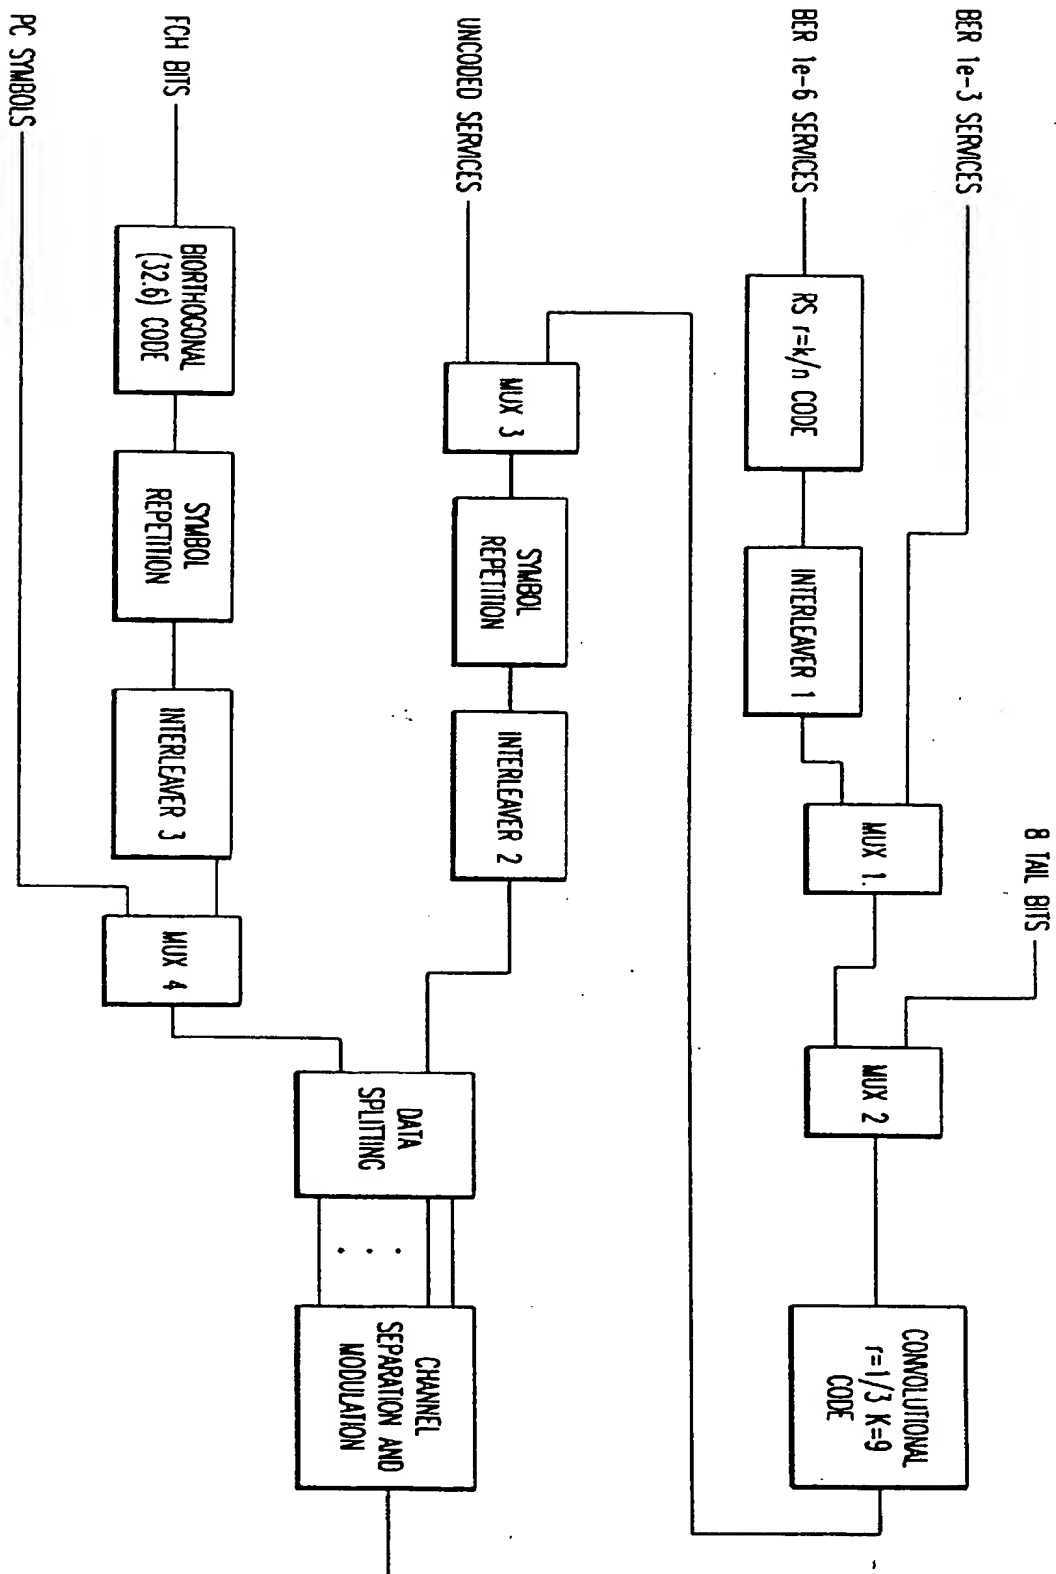 BER 1e-3 SERVICES
8 TAIL BITS
BER 1e-6 SERVICES
RS r=k/n CODE
INTERLEAVER 1
MUX 1.
MUX 2
CONVOLUTIONAL
r=1/3 K=9
CODE
UNCODED SERVICES
MUX 3
SYMBOL
REPETITION
INTERLEAVER 2
DATA
SPLITTING
CHANNEL
SEPARATION AND
MODULATION
. . .
FCH BITS
BIORTHOGONAL
(32.6) CODE
SYMBOL
REPETITION
INTERLEAVER 3
MUX 4
PC SYMBOLS